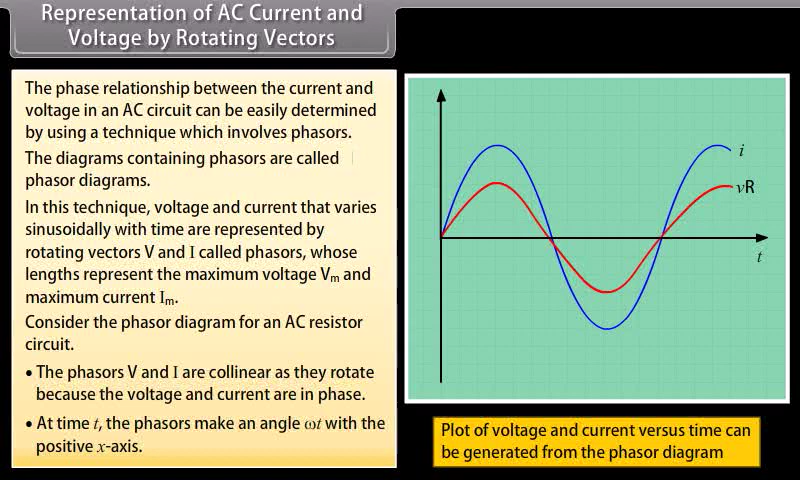 Representation of AC Current and
Voltage by Rotating Vectors
The phase relationship between the current and
voltage in an AC circuit can be easily determined
by using a technique which involves phasors.
The diagrams containing phasors are called
phasor diagrams.
In this technique, voltage and current that varies
sinusoidally with time are represented by
rotating vectors V and I called phasors, whose
lengths represent the maximum voltage Vm and
maximum current Im.
Consider the phasor diagram for an AC resistor
circuit.
• The phasors V and I are collinear as they rotate
because the voltage and current are in phase.
• At time t, the phasors make an angle ωt with the
positive x-axis.
i
vR
t
Plot of voltage and current versus time can
be generated from the phasor diagram